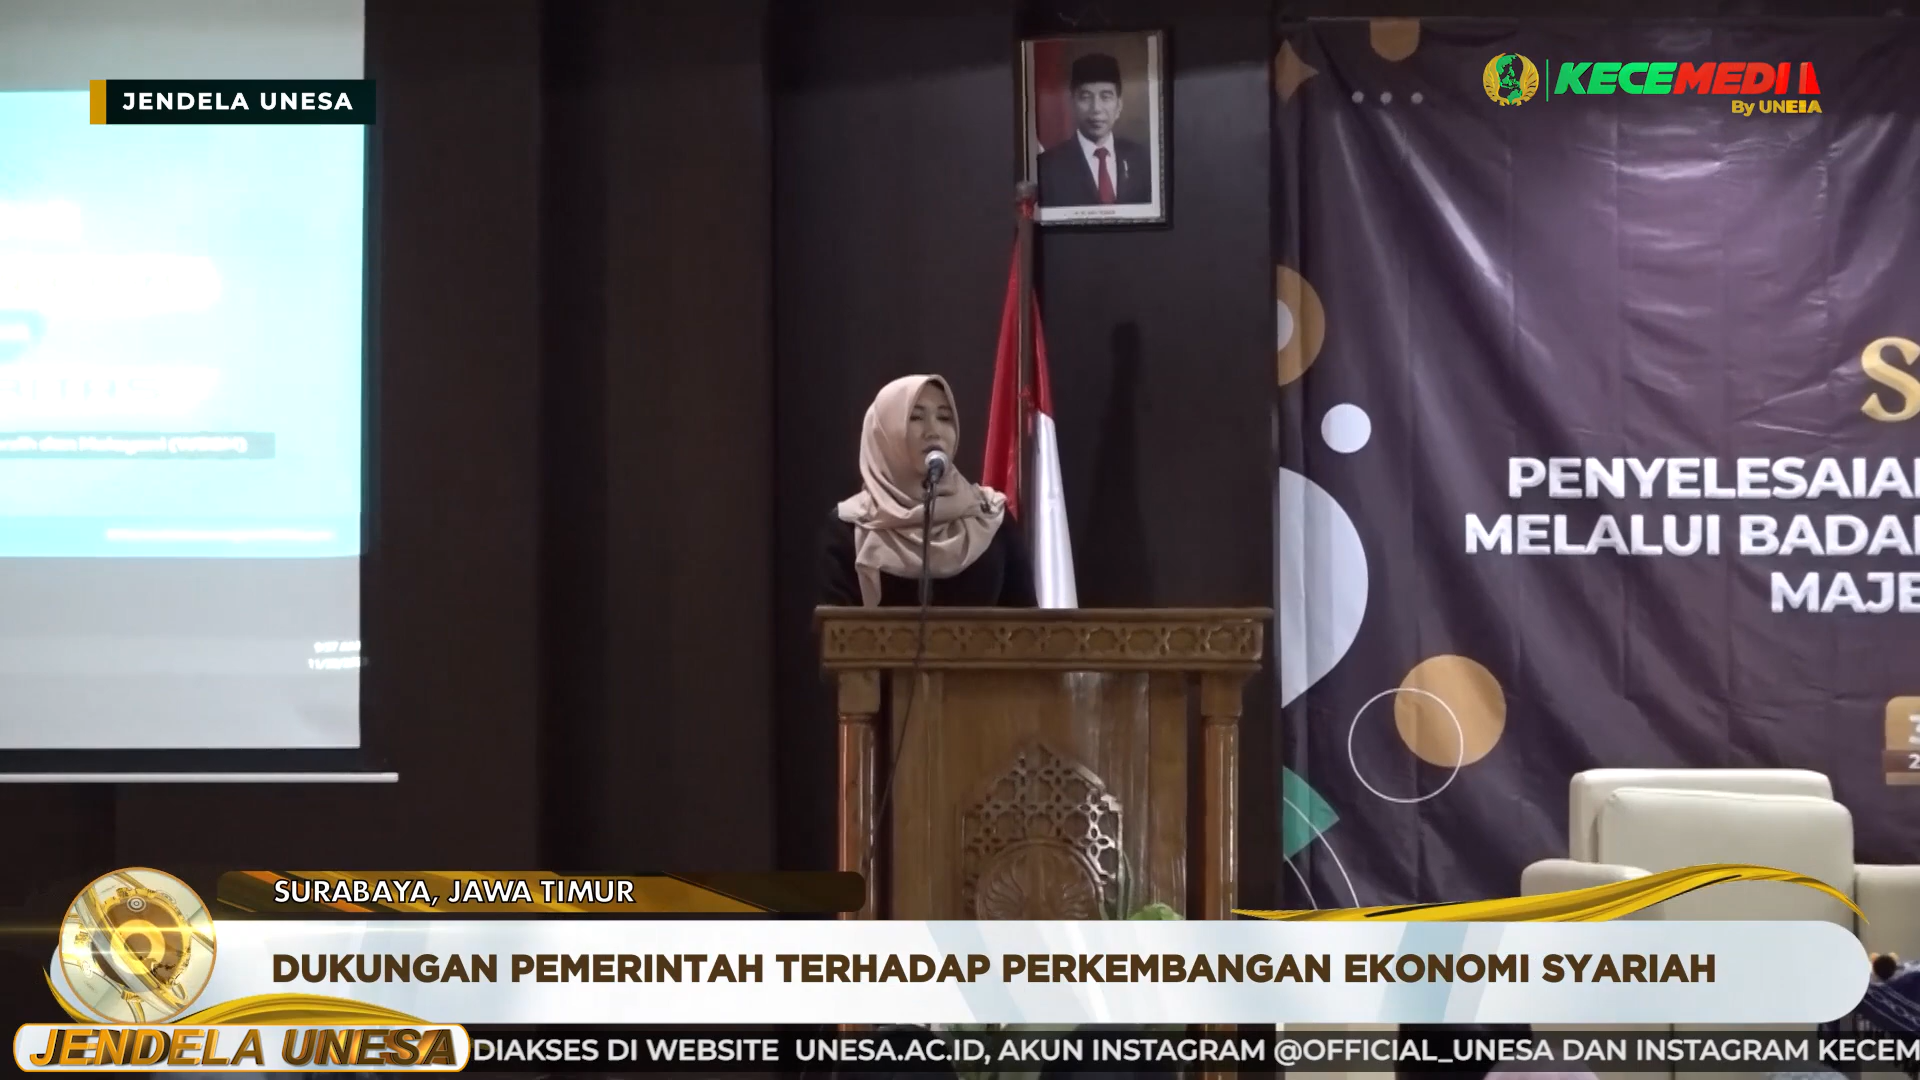 JENDELA UNESA
KECEMEDIA
By UNESA
S
PENYELESAIAN
MELALUI BADAN
MAJE
SURABAYA, JAWA TIMUR
DUKUNGAN PEMERINTAH TERHADAP PERKEMBANGAN EKONOMI SYARIAH
JENDELA UNESA
DIAKSES DI WEBSITE UNESA.AC.ID, AKUN INSTAGRAM @OFFICIAL_UNESA DAN INSTAGRAM KECEM